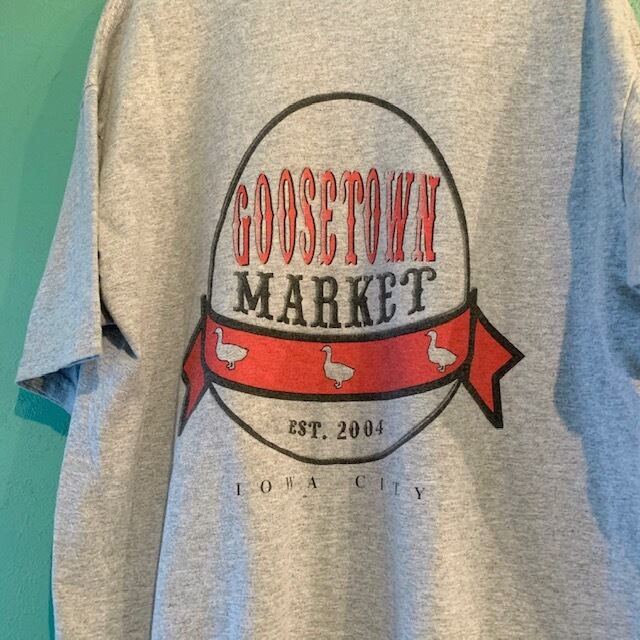 GOOSETOWN
MARKET
EST. 2004
IOWA CITY